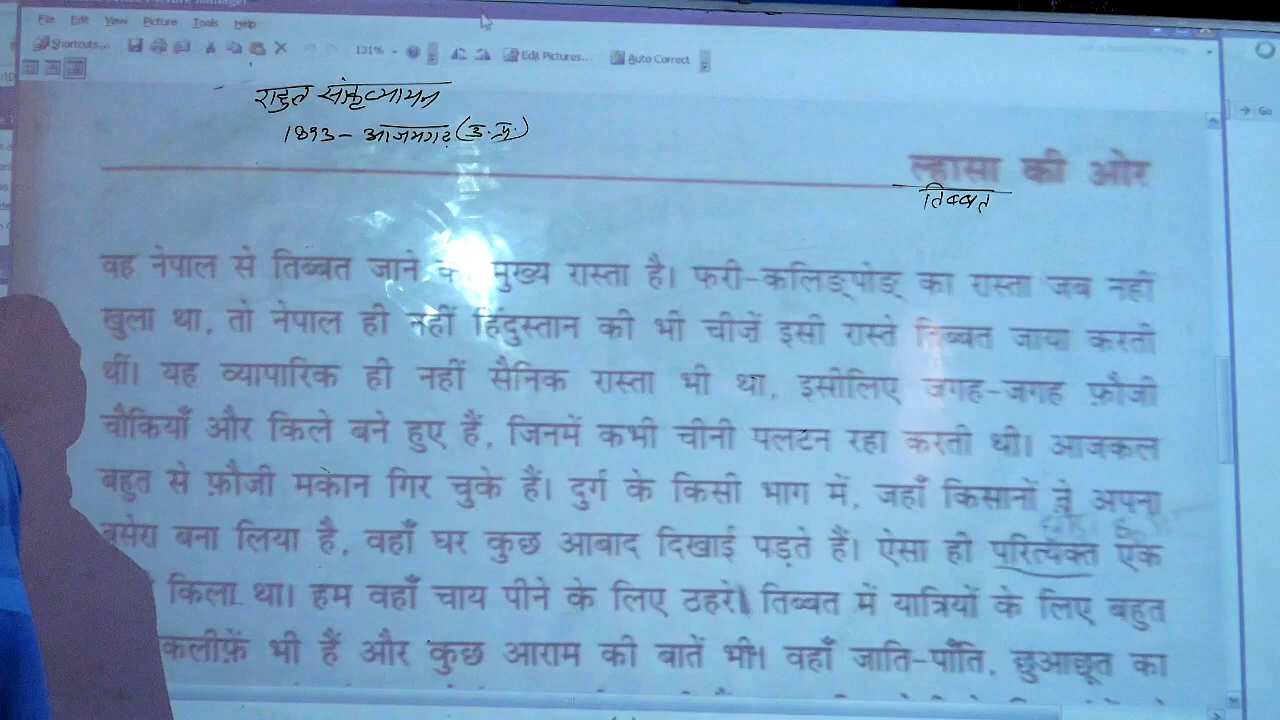 File Edit View Picture Tools Help
Shortcuts... 131% Edit Pictures... Auto Correct
Go
राहुल सांकृत्यायन
1893 - आजमगढ़ (उ. प्र.)
ल्हासा की ओर
तिब्बत
वह नेपाल से तिब्बत जाने का मुख्य रास्ता है। फरी-कलिङ्पोङ् का रास्ता जब नहीं
खुला था, तो नेपाल ही नहीं हिंदुस्तान की भी चीजें इसी रास्ते तिब्बत जाया करती
थीं। यह व्यापारिक ही नहीं सैनिक रास्ता भी था, इसीलिए जगह-जगह फ़ौजी
चौकियाँ और किले बने हुए हैं, जिनमें कभी चीनी पलटन रहा करती थी। आजकल
बहुत से फ़ौजी मकान गिर चुके हैं। दुर्ग के किसी भाग में, जहाँ किसानों ने अपना
बसेरा बना लिया है, वहाँ घर कुछ आबाद दिखाई पड़ते हैं। ऐसा ही परित्यक्त एक
किला था। हम वहाँ चाय पीने के लिए ठहरे। तिब्बत में यात्रियों के लिए बहुत
कलीफ़ें भी हैं और कुछ आराम की बातें भी। वहाँ जाति-पाँति, छुआछूत का